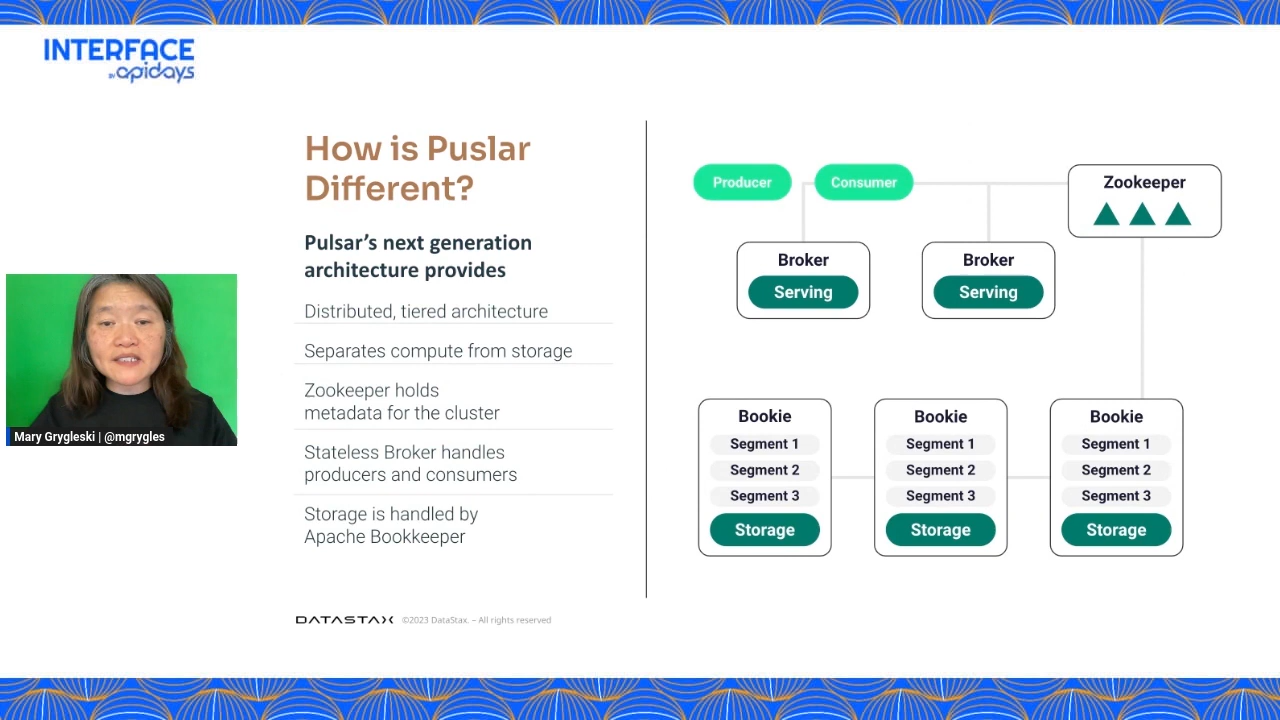 INTERFACE
BY apidays
How is Puslar
Different?
Pulsar's next generation
architecture provides
Distributed, tiered architecture
Separates compute from storage
Zookeeper holds
metadata for the cluster
Stateless Broker handles
producers and consumers
Storage is handled by
Apache Bookkeeper
DATASTAX ©2023 DataStax. – All rights reserved
Mary Grygleski | @mgrygles
Producer
Consumer
Zookeeper
Broker
Serving
Broker
Serving
Bookie
Segment 1
Segment 2
Segment 3
Storage
Bookie
Segment 1
Segment 2
Segment 3
Storage
Bookie
Segment 1
Segment 2
Segment 3
Storage